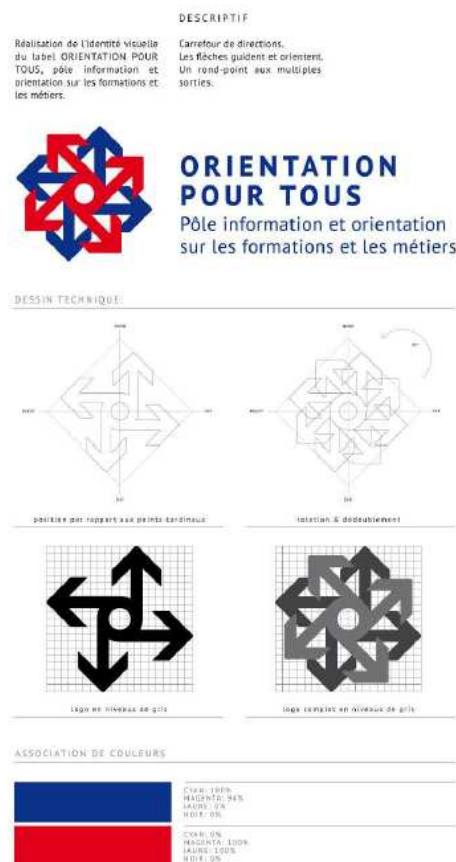 DESCRIPTIF
Réalisation de l'identité visuelle
du label ORIENTATION POUR
TOUS, pôle information et
orientation sur les formations et
les métiers.
Carrefour de directions.
Les flèches guident et orientent.
Un rond-point aux multiples
sorties.
ORIENTATION
POUR TOUS
Pôle information et orientation
sur les formations et les métiers
DESSIN TECHNIQUE:
position par rapport aux points cardinaux
rotation & dédoublement
logo en niveaux de gris
logo complet en niveaux de gris
ASSOCIATION DE COULEURS
CYAN: 100%
MAGENTA: 94%
JAUNE: 0%
NOIR: 0%
CYAN: 0%
MAGENTA: 100%
JAUNE: 100%
NOIR: 0%